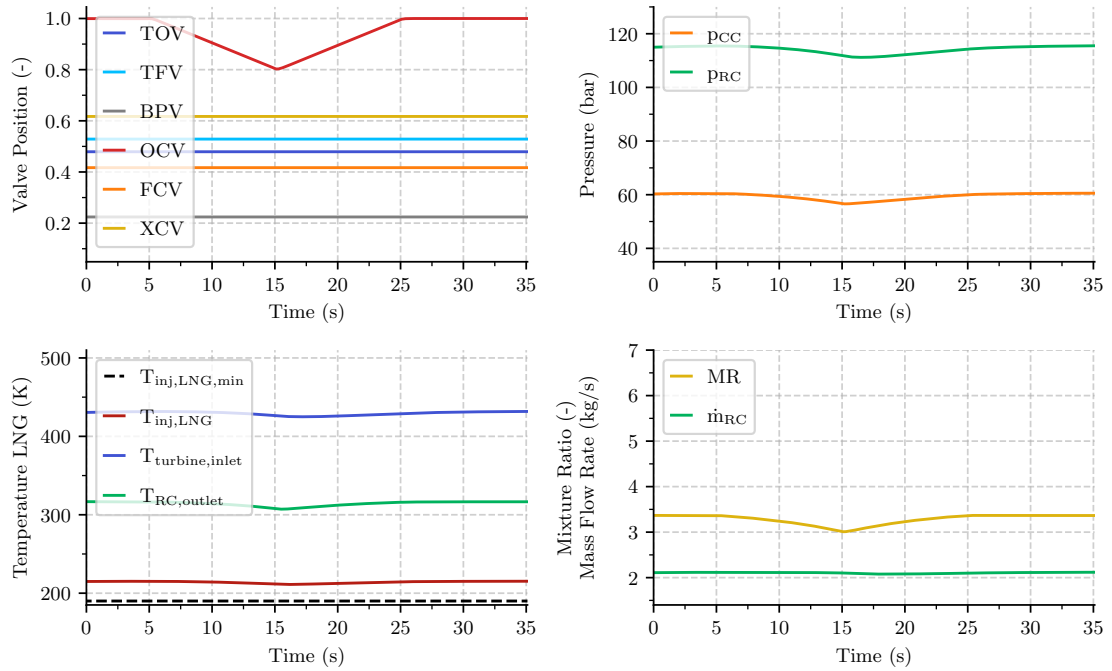 Valve Position (-)
1.0
0.8
0.6
0.4
0.2
TOV
TFV
BPV
OCV
FCV
XCV
0 5 10 15 20 25 30 35
Time (s)
Pressure (bar)
120
100
80
60
40
pCC
pRC
0 5 10 15 20 25 30 35
Time (s)
Temperature LNG (K)
500
400
300
200
Tinj,LNG,min
Tinj,LNG
Tturbine,inlet
TRC,outlet
0 5 10 15 20 25 30 35
Time (s)
Mixture Ratio (-)
Mass Flow Rate (kg/s)
7
6
5
4
3
2
MR
ṁRC
0 5 10 15 20 25 30 35
Time (s)